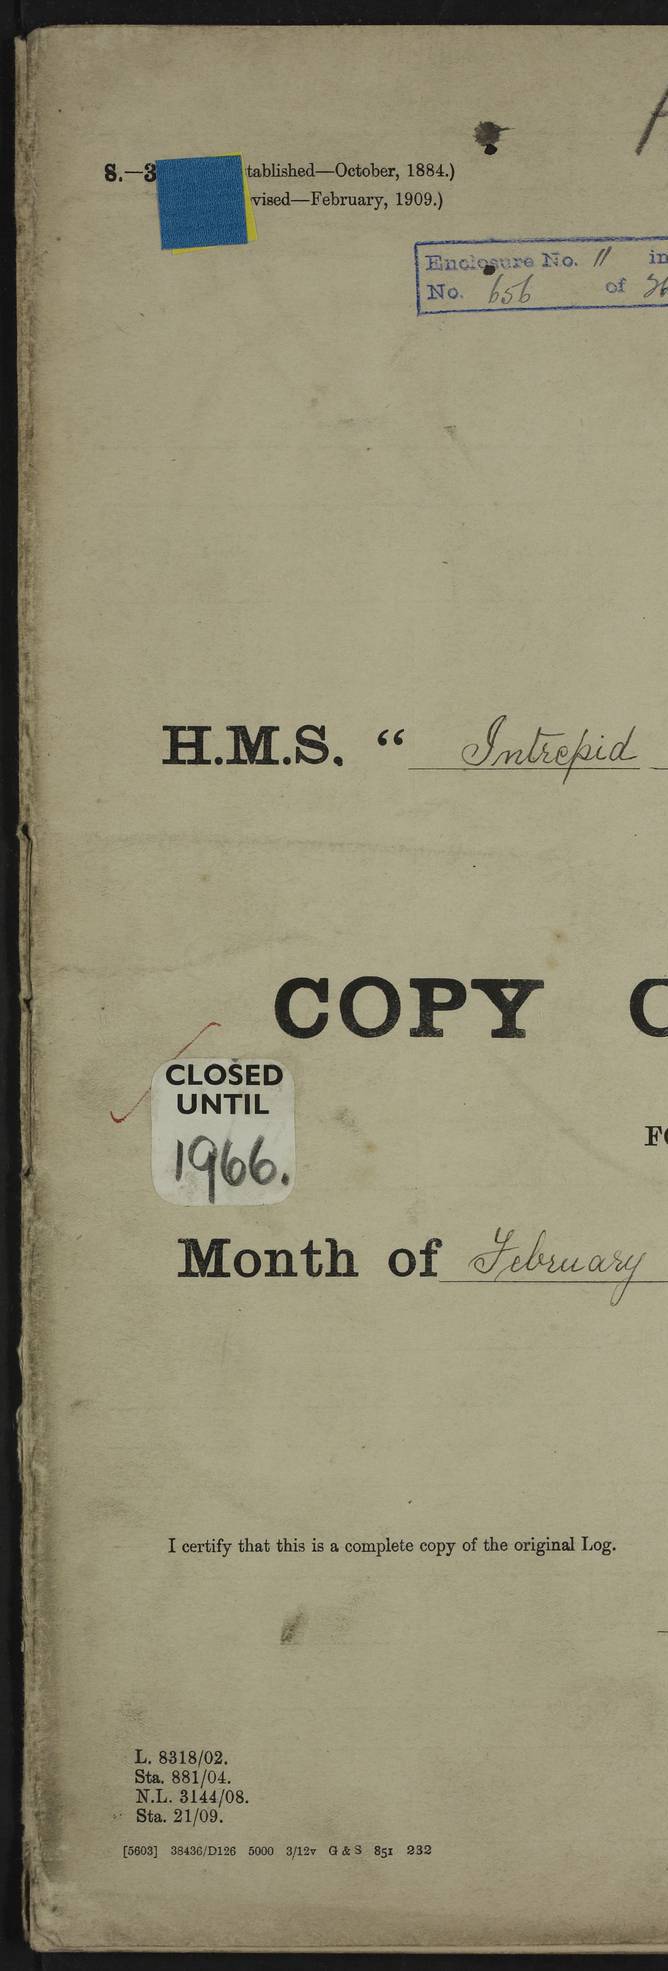 S.—3 tablished—October, 1884.)
vised—February, 1909.)
Enclosure No. 11 in
No. 656 of
H.M.S. “ Intrepid
COPY
CLOSED
UNTIL
1966.
Month of February
I certify that this is a complete copy of the original Log.
L. 8318/02.
Sta. 881/04.
N.L. 3144/08.
Sta. 21/09.
[5603] 38436/D126 5000 3/12v G & S 851 232